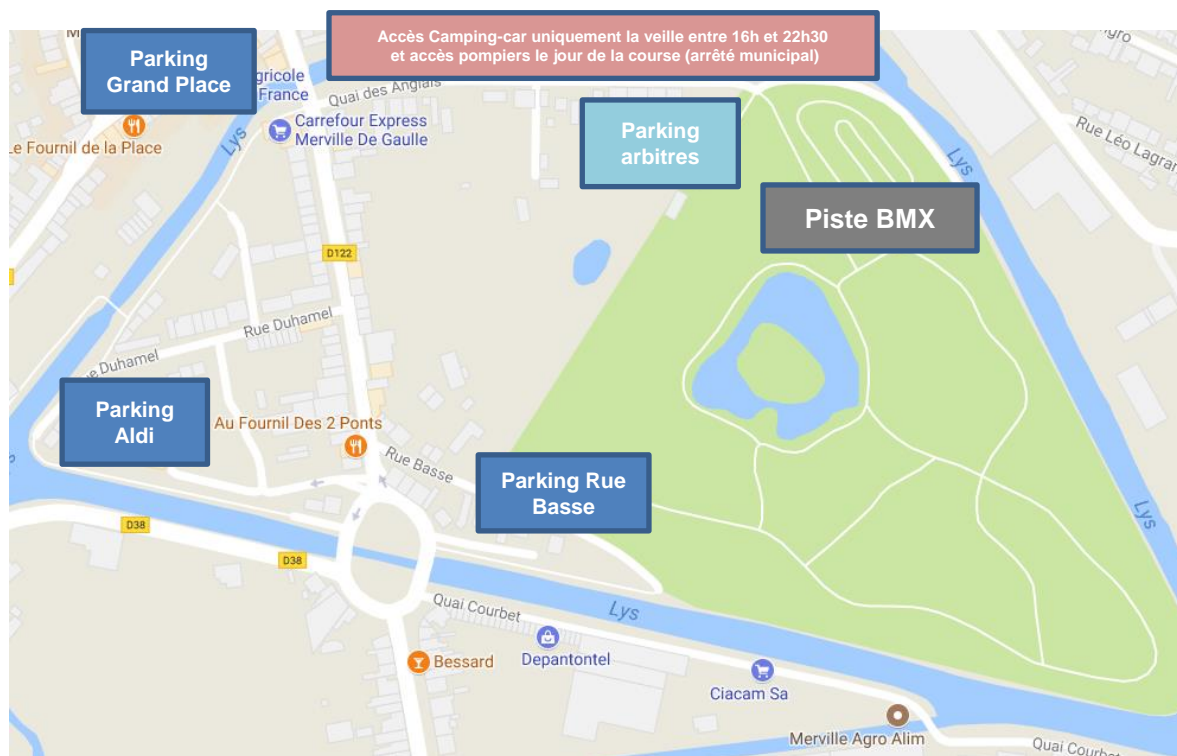 Accès Camping-car uniquement la veille entre 16h et 22h30
et accès pompiers le jour de la course (arrêté municipal)
Parking
Grand Place
gricole
France
Quai des Anglais
Carrefour Express
Merville De Gaulle
Le Fournil de la Place
Lys
Parking
arbitres
Rue Léo Lagran
Lys
Piste BMX
D122
Rue Duhamel
Rue Duhamel
Parking
Aldi
Au Fournil Des 2 Ponts
Rue Basse
Parking Rue
Basse
Lys
D38
D38
Quai Courbet
Lys
Bessard
Depantontel
Ciacam Sa
Merville Agro Alim
Quai Courbet